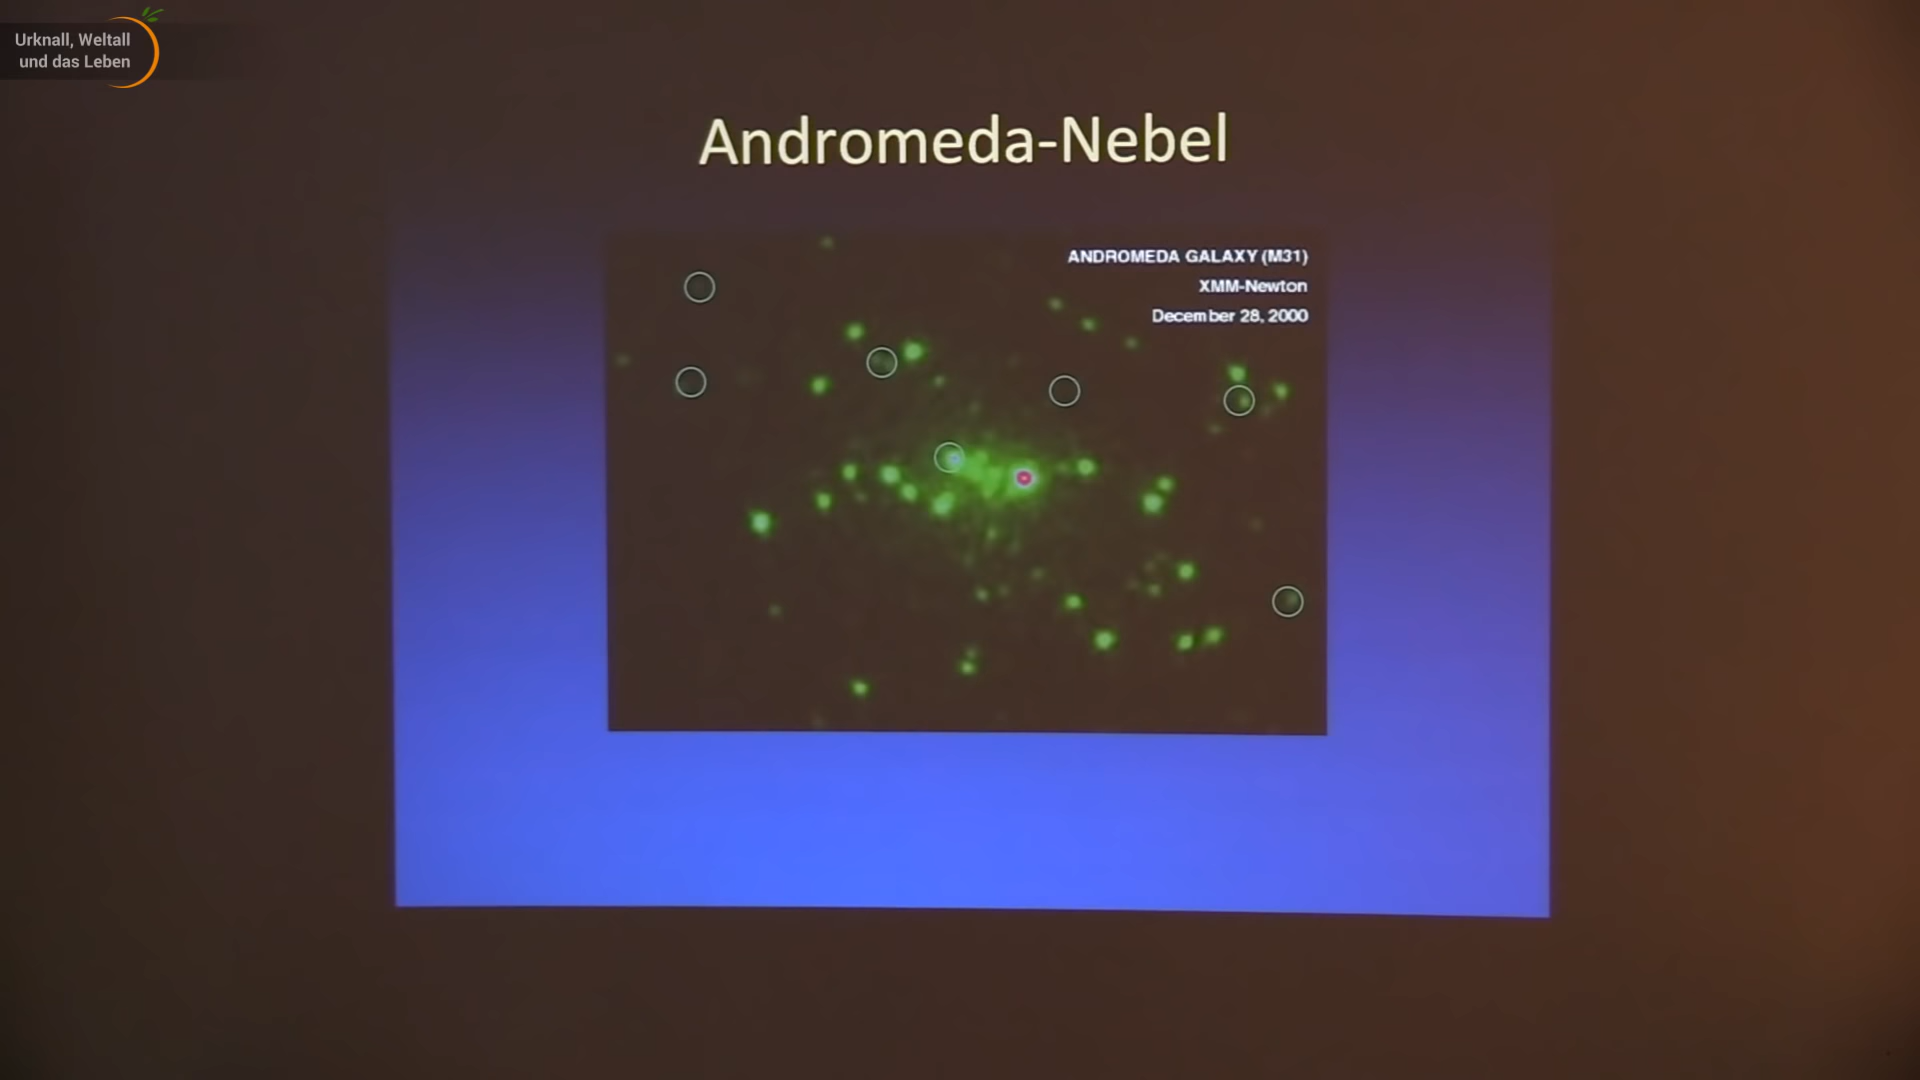 Urknall, Weltall
und das Leben
Andromeda-Nebel
ANDROMEDA GALAXY (M31)
XMM-Newton
December 28, 2000